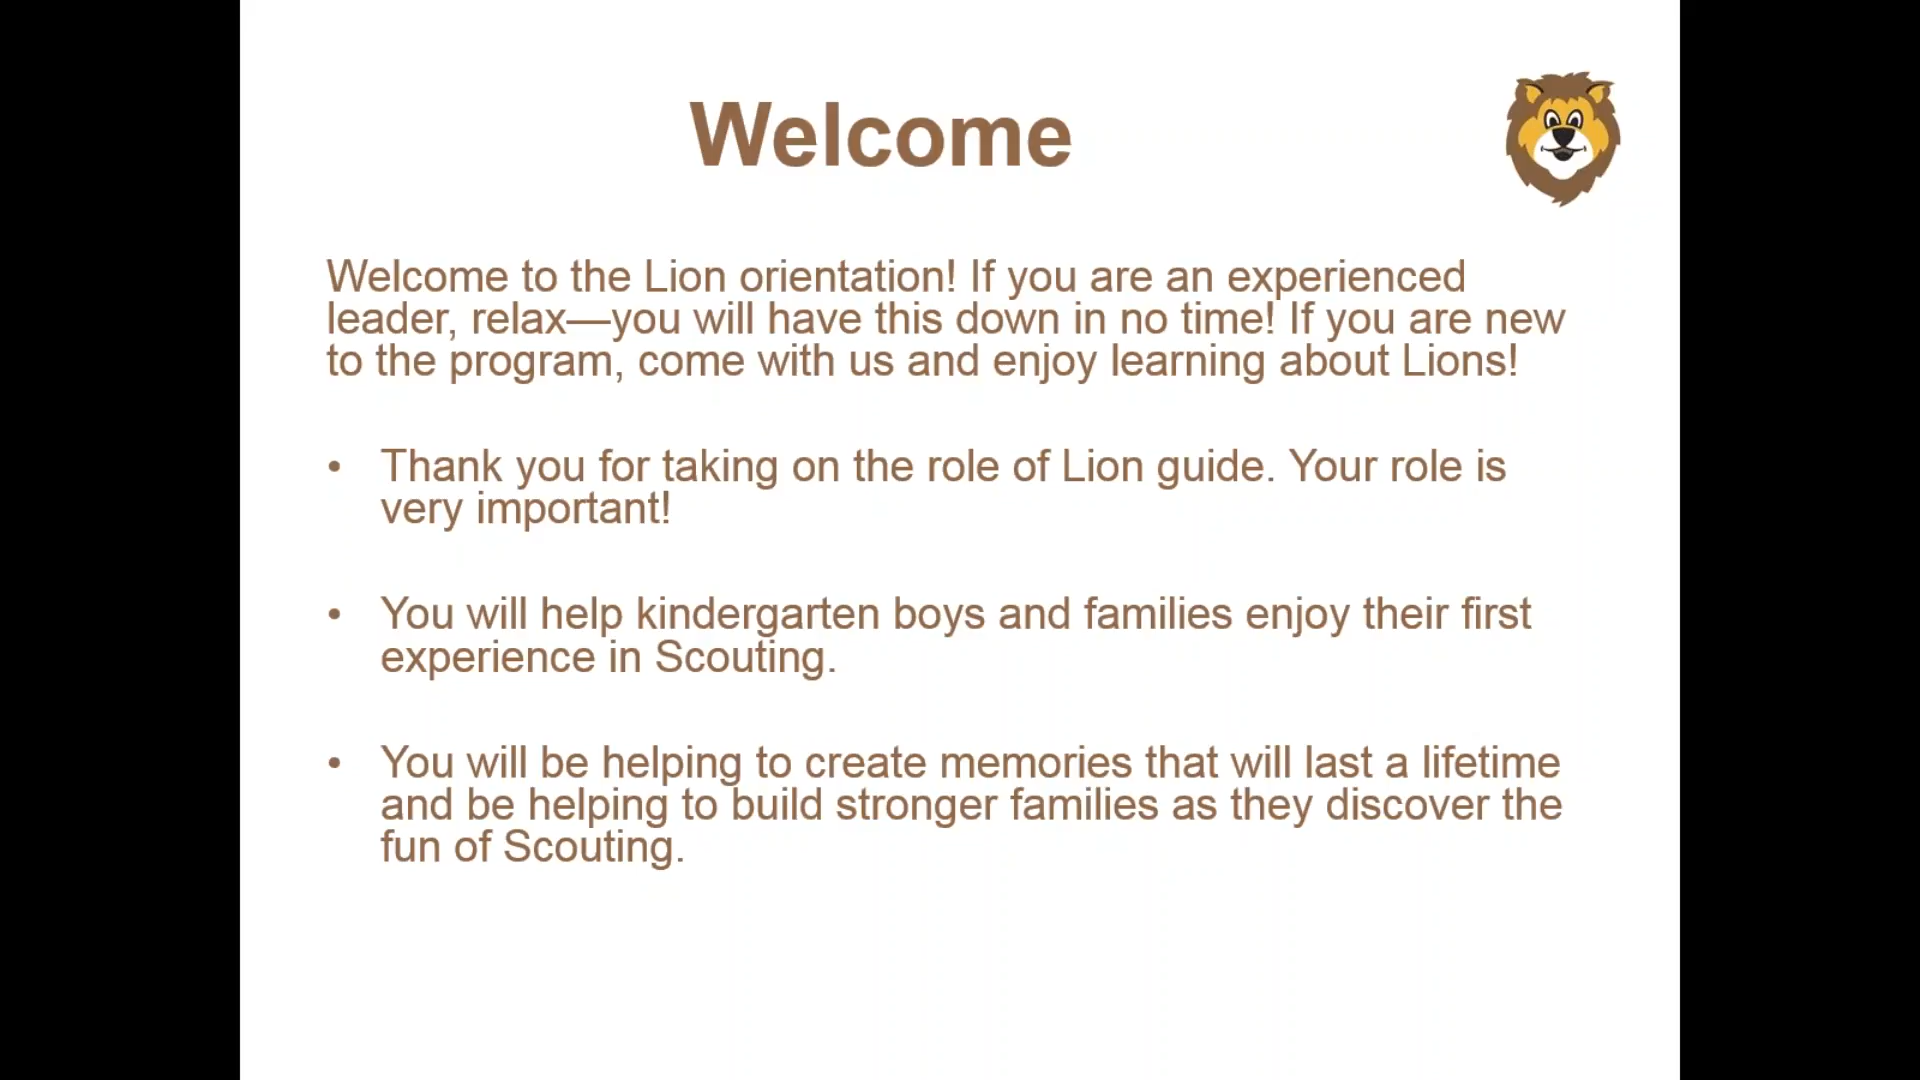 Welcome
Welcome to the Lion orientation! If you are an experienced
leader, relax—you will have this down in no time! If you are new
to the program, come with us and enjoy learning about Lions!
• Thank you for taking on the role of Lion guide. Your role is
very important!
• You will help kindergarten boys and families enjoy their first
experience in Scouting.
• You will be helping to create memories that will last a lifetime
and be helping to build stronger families as they discover the
fun of Scouting.